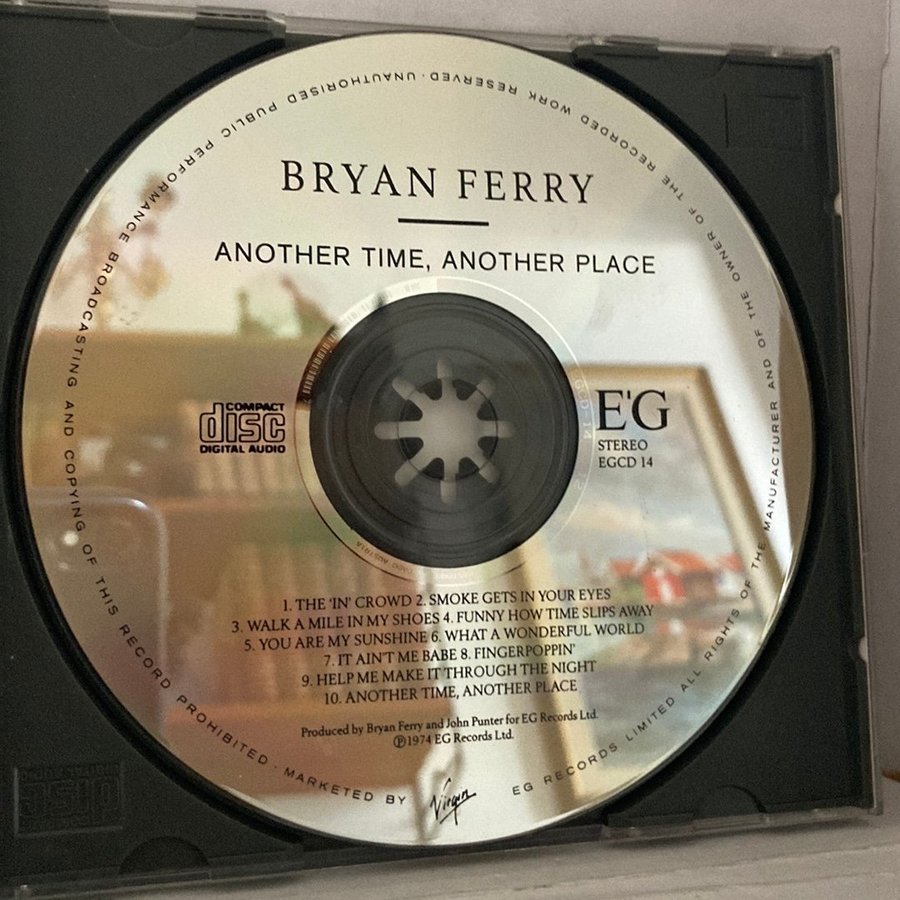 BRYAN FERRY
ANOTHER TIME, ANOTHER PLACE
COMPACT
disc
DIGITAL AUDIO
E'G
STEREO
EGCD 14
1. THE 'IN' CROWD 2. SMOKE GETS IN YOUR EYES
3. WALK A MILE IN MY SHOES 4. FUNNY HOW TIME SLIPS AWAY
5. YOU ARE MY SUNSHINE 6. WHAT A WONDERFUL WORLD
7. IT AIN'T ME BABE 8. FINGERPOPPIN'
9. HELP ME MAKE IT THROUGH THE NIGHT
10. ANOTHER TIME, ANOTHER PLACE
Produced by Bryan Ferry and John Punter for EG Records Ltd.
Ⓟ1974 EG Records Ltd.
EG RECORDS LIMITED ALL RIGHTS OF THE MANUFACTURER AND OF THE OWNER OF THE RECORDED WORK RESERVED · UNAUTHORISED PUBLIC PERFORMANCE BROADCASTING AND COPYING OF THIS RECORD PROHIBITED · MARKETED BY Virgin